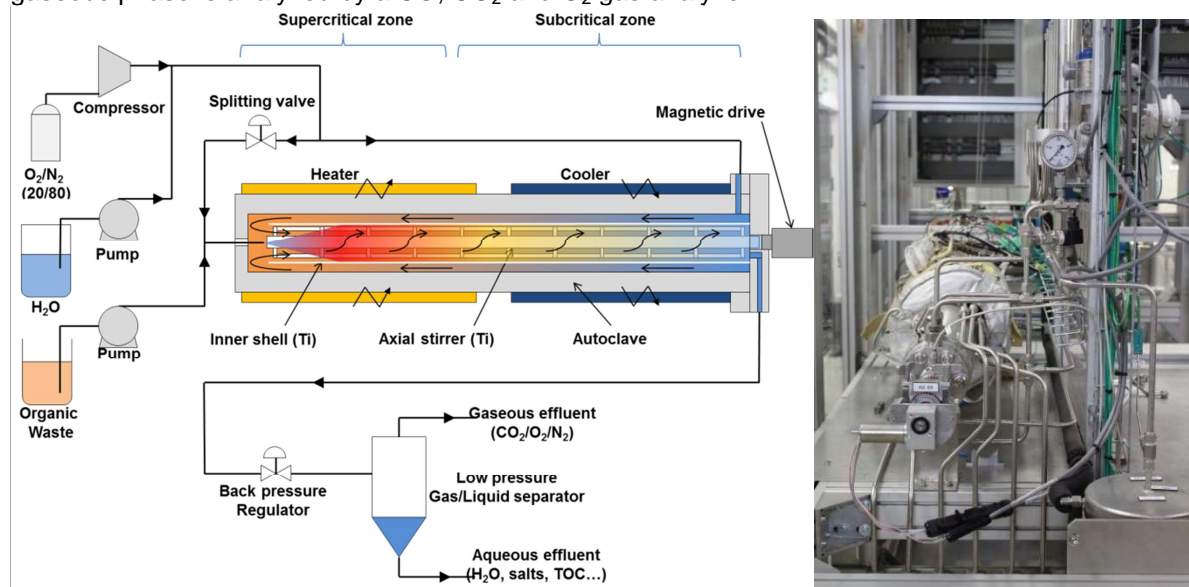 Supercritical zone
Subcritical zone
Compressor
Splitting valve
Magnetic drive
O₂/N₂
(20/80)
Heater
Cooler
Pump
H₂O
Pump
Inner shell (Ti)
Axial stirrer (Ti)
Autoclave
Organic
Waste
Gaseous effluent
(CO₂/O₂/N₂)
Back pressure
Regulator
Low pressure
Gas/Liquid separator
Aqueous effluent
(H₂O, salts, TOC...)